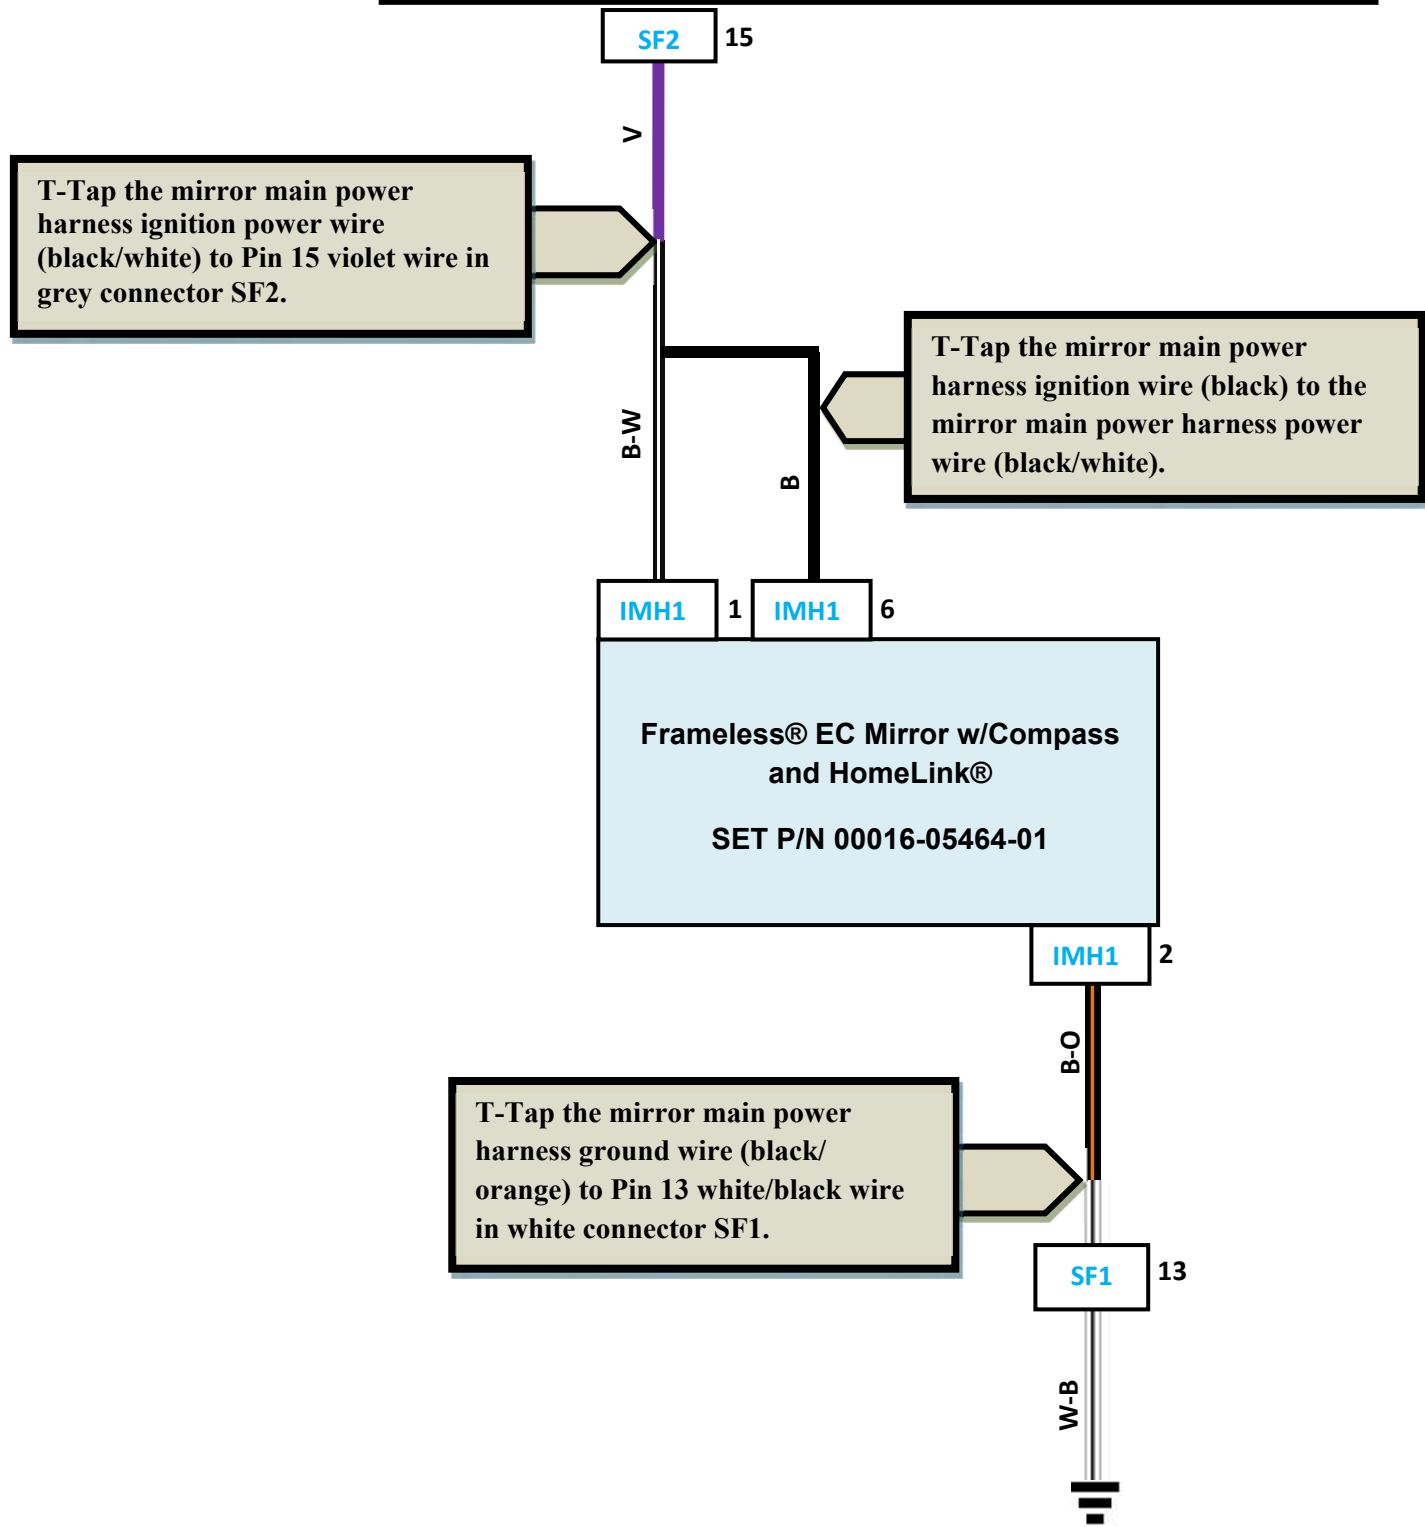 SF2 15
V
T-Tap the mirror main power
harness ignition power wire
(black/white) to Pin 15 violet wire in
grey connector SF2.
T-Tap the mirror main power
harness ignition wire (black) to the
mirror main power harness power
wire (black/white).
B-W
B
IMH1 1 IMH1 6
Frameless® EC Mirror w/Compass
and HomeLink®
SET P/N 00016-05464-01
IMH1 2
B-O
T-Tap the mirror main power
harness ground wire (black/
orange) to Pin 13 white/black wire
in white connector SF1.
SF1 13
W-B